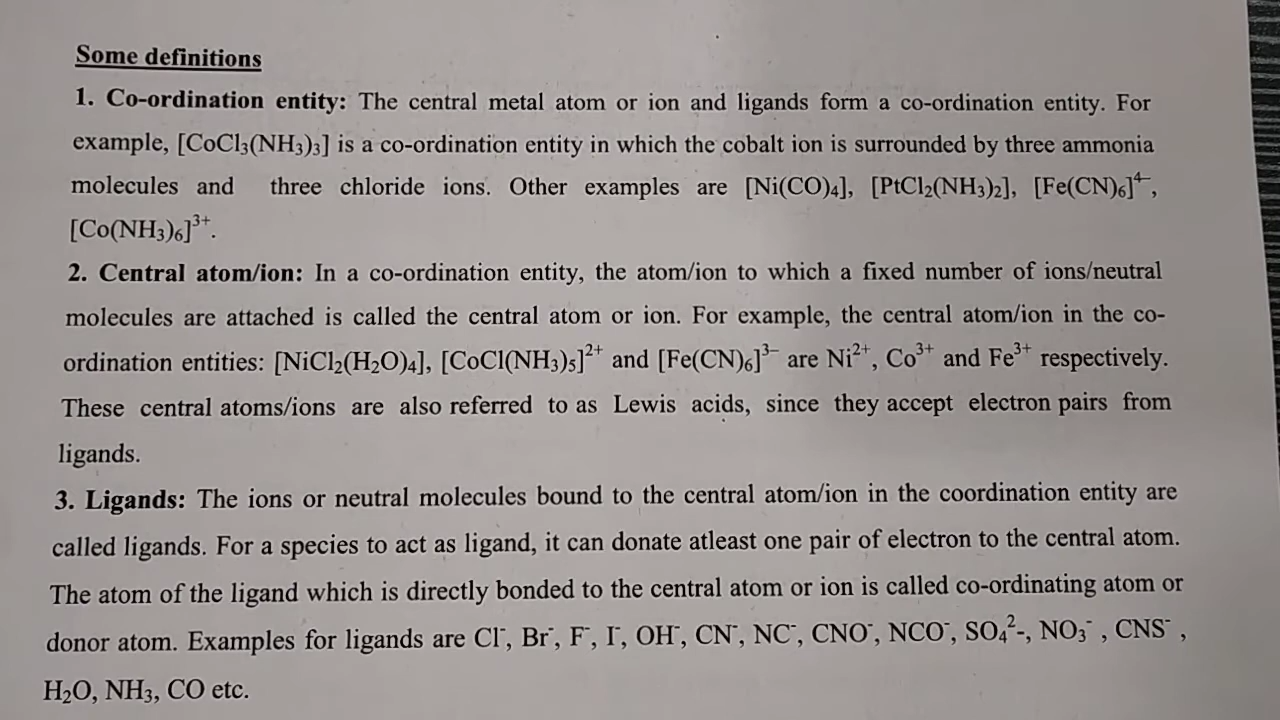 Some definitions
1. Co-ordination entity: The central metal atom or ion and ligands form a co-ordination entity. For
example, [CoCl₃(NH₃)₃] is a co-ordination entity in which the cobalt ion is surrounded by three ammonia
molecules and three chloride ions. Other examples are [Ni(CO)₄], [PtCl₂(NH₃)₂], [Fe(CN)₆]⁴⁻,
[Co(NH₃)₆]³⁺.
2. Central atom/ion: In a co-ordination entity, the atom/ion to which a fixed number of ions/neutral
molecules are attached is called the central atom or ion. For example, the central atom/ion in the co-
ordination entities: [NiCl₂(H₂O)₄], [CoCl(NH₃)₅]²⁺ and [Fe(CN)₆]³⁻ are Ni²⁺, Co³⁺ and Fe³⁺ respectively.
These central atoms/ions are also referred to as Lewis acids, since they accept electron pairs from
ligands.
3. Ligands: The ions or neutral molecules bound to the central atom/ion in the coordination entity are
called ligands. For a species to act as ligand, it can donate atleast one pair of electron to the central atom.
The atom of the ligand which is directly bonded to the central atom or ion is called co-ordinating atom or
donor atom. Examples for ligands are Cl⁻, Br⁻, F⁻, I⁻, OH⁻, CN⁻, NC⁻, CNO⁻, NCO⁻, SO₄²-, NO₃⁻ , CNS⁻ ,
H₂O, NH₃, CO etc.